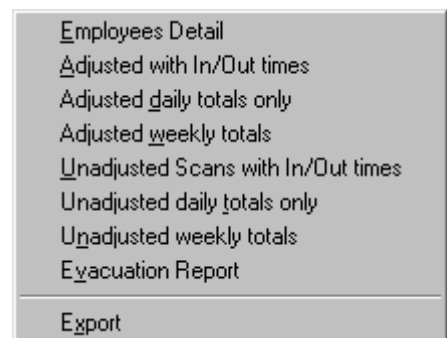 Employees Detail
Adjusted with In/Out times
Adjusted daily totals only
Adjusted weekly totals
Unadjusted Scans with In/Out times
Unadjusted daily totals only
Unadjusted weekly totals
Evacuation Report
Export